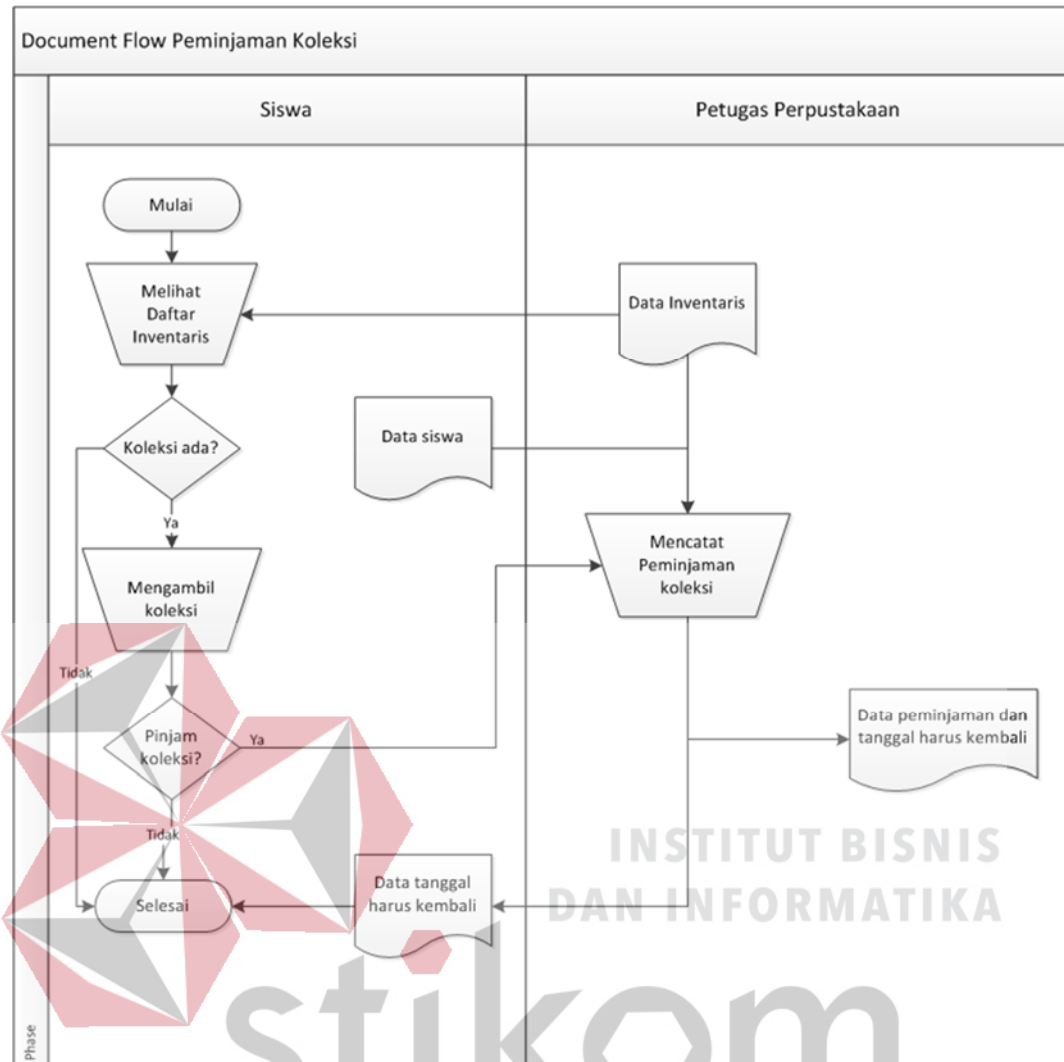 Document Flow Peminjaman Koleksi
Siswa
Petugas Perpustakaan
Mulai
Melihat
Daftar
Inventaris
Data Inventaris
Koleksi ada?
Data siswa
Ya
Mencatat
Peminjaman
koleksi
Mengambil
koleksi
Tidak
Pinjam
koleksi?
Ya
Data peminjaman dan
tanggal harus kembali
Tidak
INSTITUT BISNIS
DAN INFORMATIKA
Data tanggal
harus kembali
Selesai
stikom
Phase